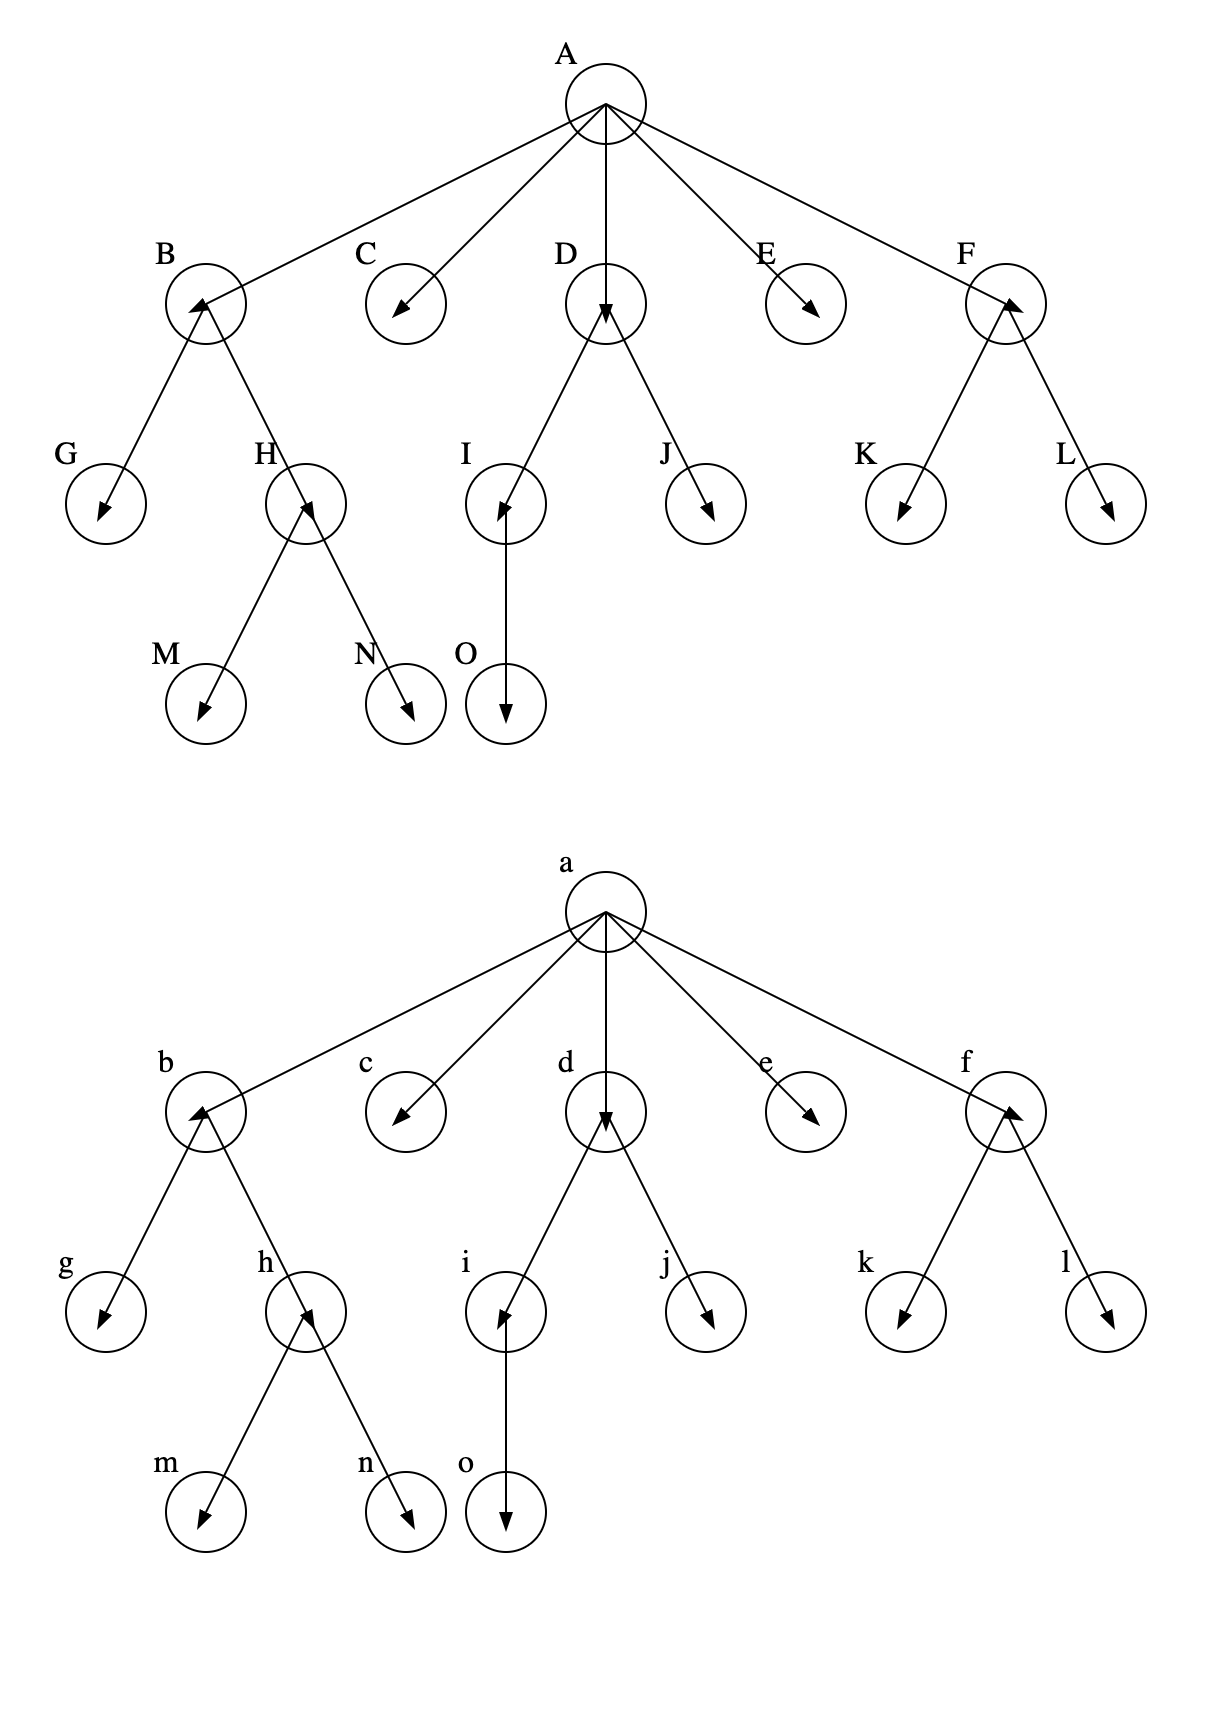 A
B C D E F
G H I J K L
M N O
a
b c d e f
g h i j k l
m n o